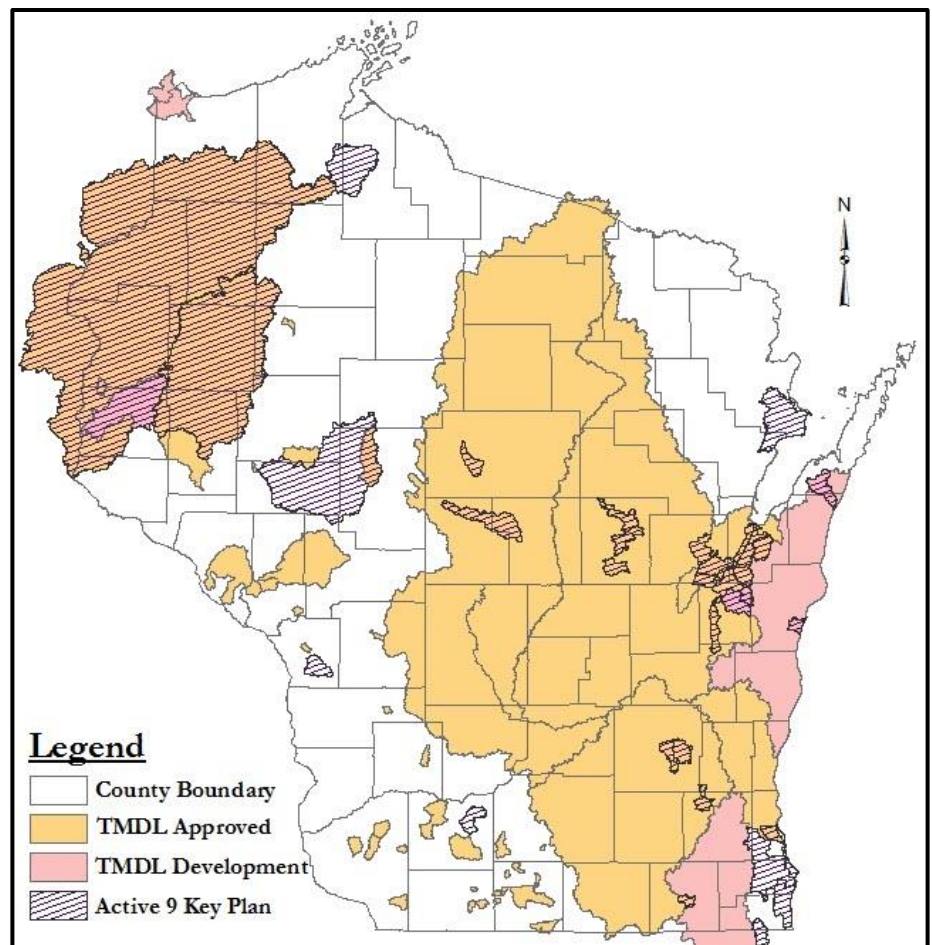 N
Legend
County Boundary
TMDL Approved
TMDL Development
Active 9 Key Plan